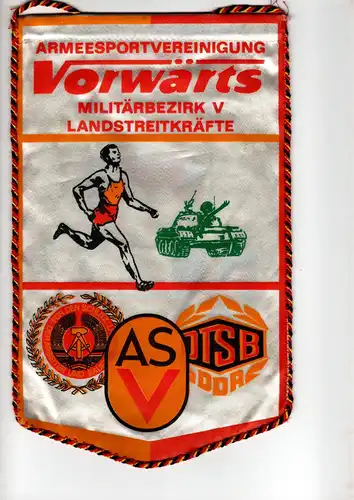 ARMEESPORTVEREINIGUNG
Vorwärts
MILITÄRBEZIRK V
LANDSTREITKRÄFTE
AS
V
DTSB
DDR